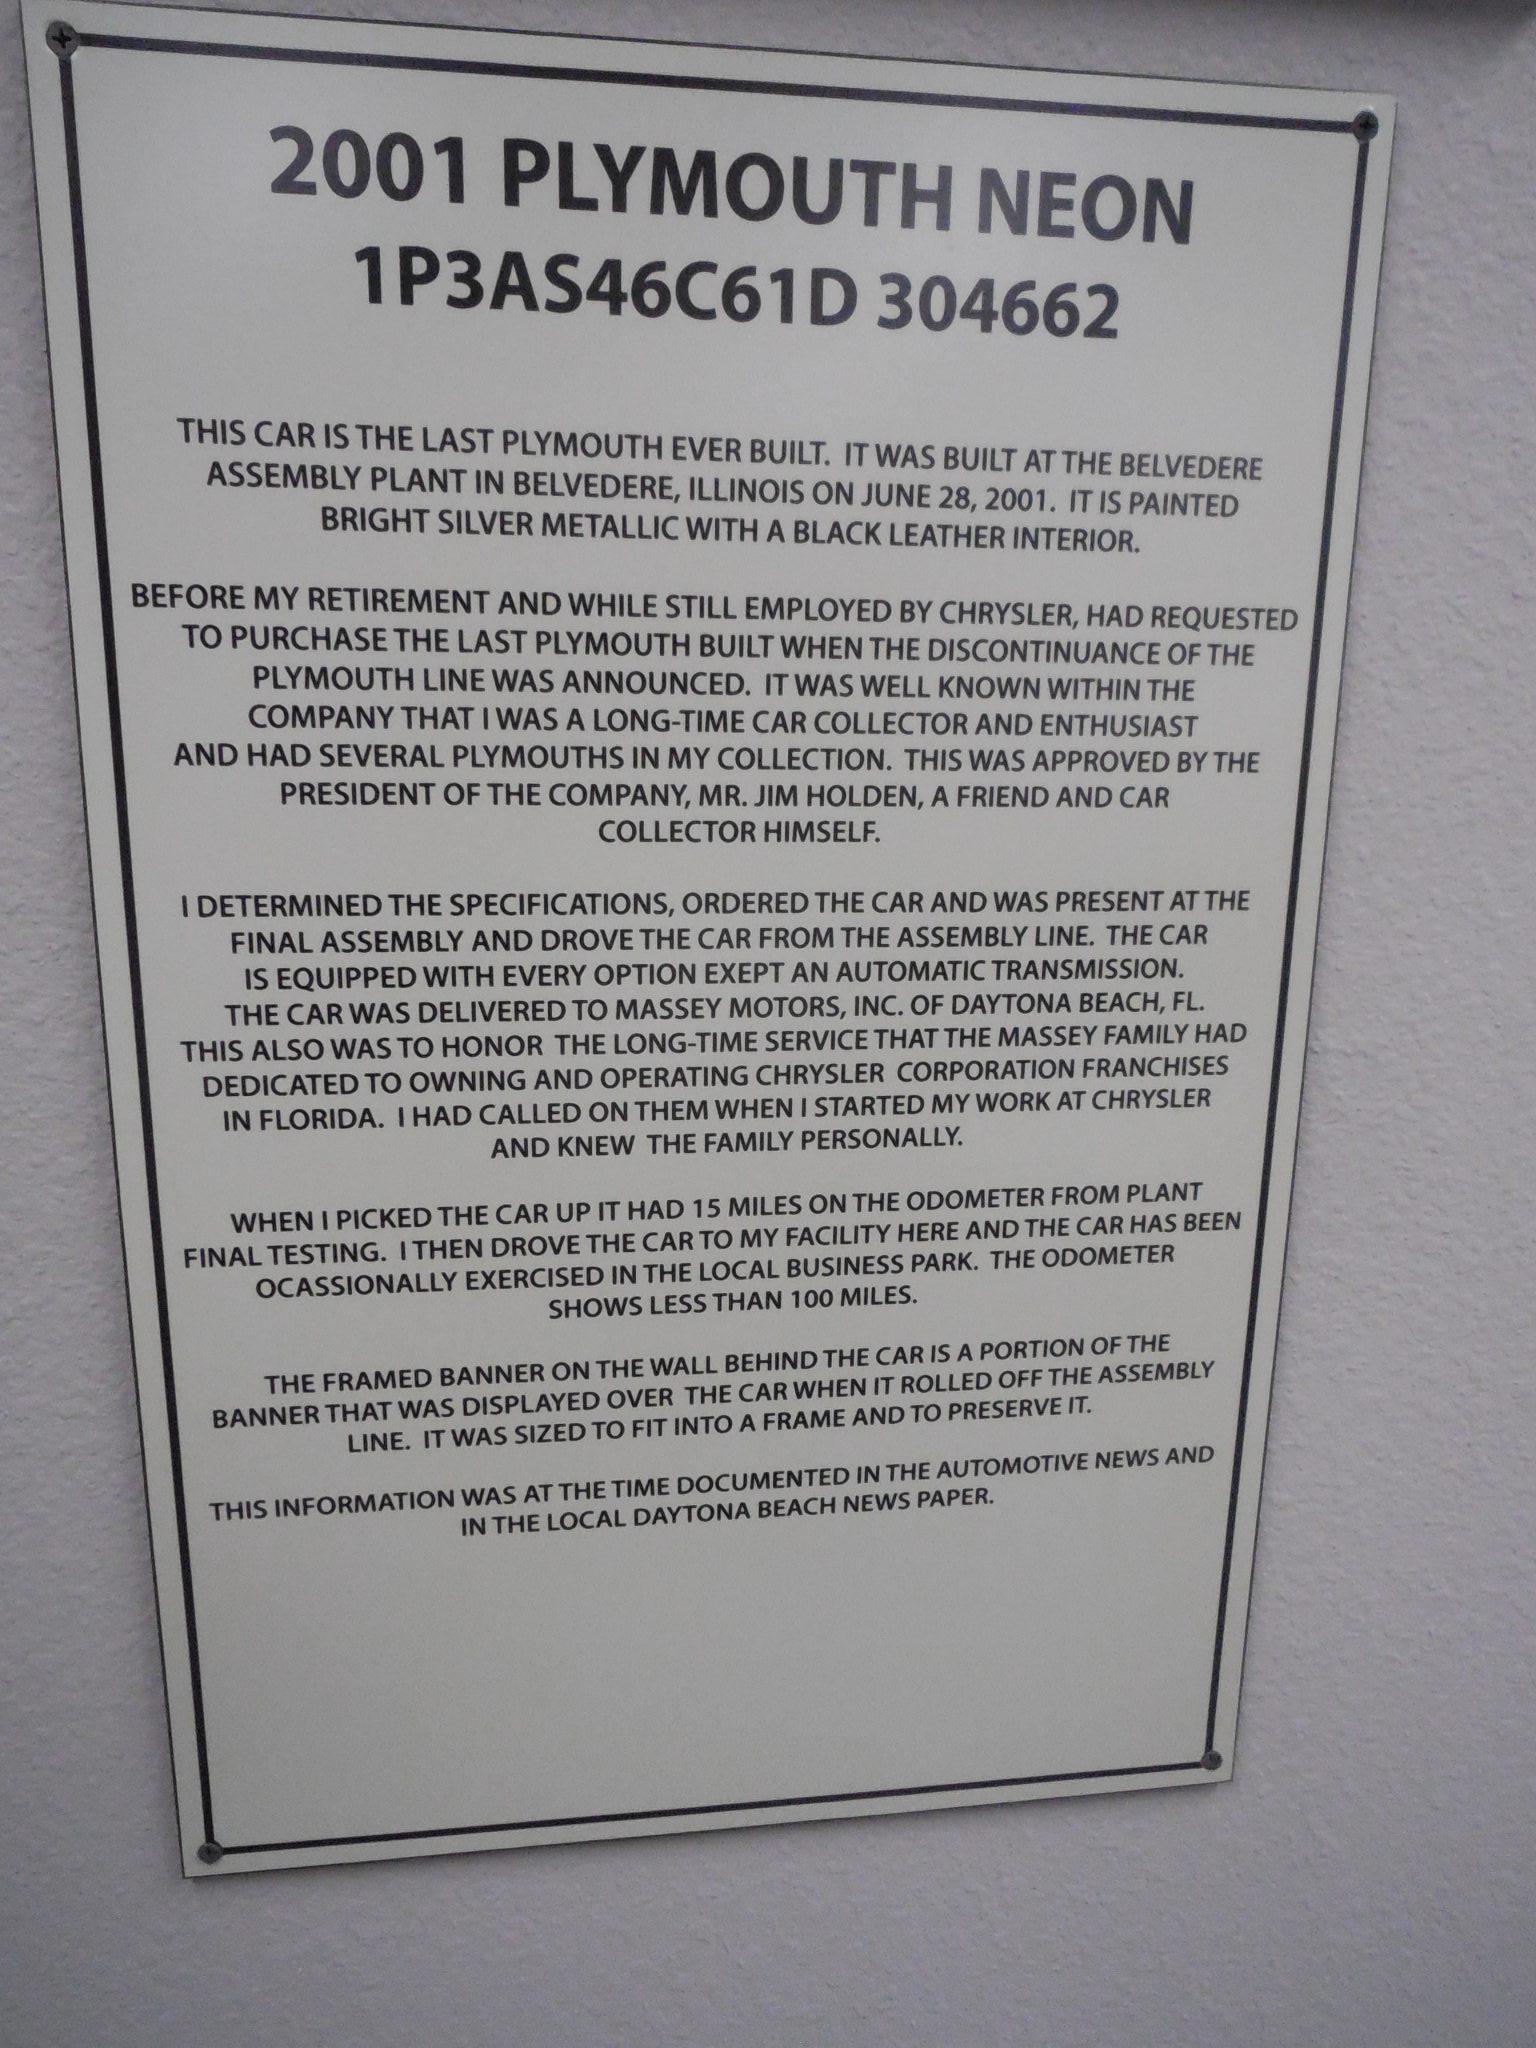 2001 PLYMOUTH NEON
1P3AS46C61D 304662
THIS CAR IS THE LAST PLYMOUTH EVER BUILT. IT WAS BUILT AT THE BELVEDERE
ASSEMBLY PLANT IN BELVEDERE, ILLINOIS ON JUNE 28, 2001. IT IS PAINTED
BRIGHT SILVER METALLIC WITH A BLACK LEATHER INTERIOR.
BEFORE MY RETIREMENT AND WHILE STILL EMPLOYED BY CHRYSLER, HAD REQUESTED
TO PURCHASE THE LAST PLYMOUTH BUILT WHEN THE DISCONTINUANCE OF THE
PLYMOUTH LINE WAS ANNOUNCED. IT WAS WELL KNOWN WITHIN THE
COMPANY THAT I WAS A LONG-TIME CAR COLLECTOR AND ENTHUSIAST
AND HAD SEVERAL PLYMOUTHS IN MY COLLECTION. THIS WAS APPROVED BY THE
PRESIDENT OF THE COMPANY, MR. JIM HOLDEN, A FRIEND AND CAR
COLLECTOR HIMSELF.
I DETERMINED THE SPECIFICATIONS, ORDERED THE CAR AND WAS PRESENT AT THE
FINAL ASSEMBLY AND DROVE THE CAR FROM THE ASSEMBLY LINE. THE CAR
IS EQUIPPED WITH EVERY OPTION EXEPT AN AUTOMATIC TRANSMISSION.
THE CAR WAS DELIVERED TO MASSEY MOTORS, INC. OF DAYTONA BEACH, FL.
THIS ALSO WAS TO HONOR THE LONG-TIME SERVICE THAT THE MASSEY FAMILY HAD
DEDICATED TO OWNING AND OPERATING CHRYSLER CORPORATION FRANCHISES
IN FLORIDA. I HAD CALLED ON THEM WHEN I STARTED MY WORK AT CHRYSLER
AND KNEW THE FAMILY PERSONALLY.
WHEN I PICKED THE CAR UP IT HAD 15 MILES ON THE ODOMETER FROM PLANT
FINAL TESTING. I THEN DROVE THE CAR TO MY FACILITY HERE AND THE CAR HAS BEEN
OCASSIONALLY EXERCISED IN THE LOCAL BUSINESS PARK. THE ODOMETER
SHOWS LESS THAN 100 MILES.
THE FRAMED BANNER ON THE WALL BEHIND THE CAR IS A PORTION OF THE
BANNER THAT WAS DISPLAYED OVER THE CAR WHEN IT ROLLED OFF THE ASSEMBLY
LINE. IT WAS SIZED TO FIT INTO A FRAME AND TO PRESERVE IT.
THIS INFORMATION WAS AT THE TIME DOCUMENTED IN THE AUTOMOTIVE NEWS AND
IN THE LOCAL DAYTONA BEACH NEWS PAPER.